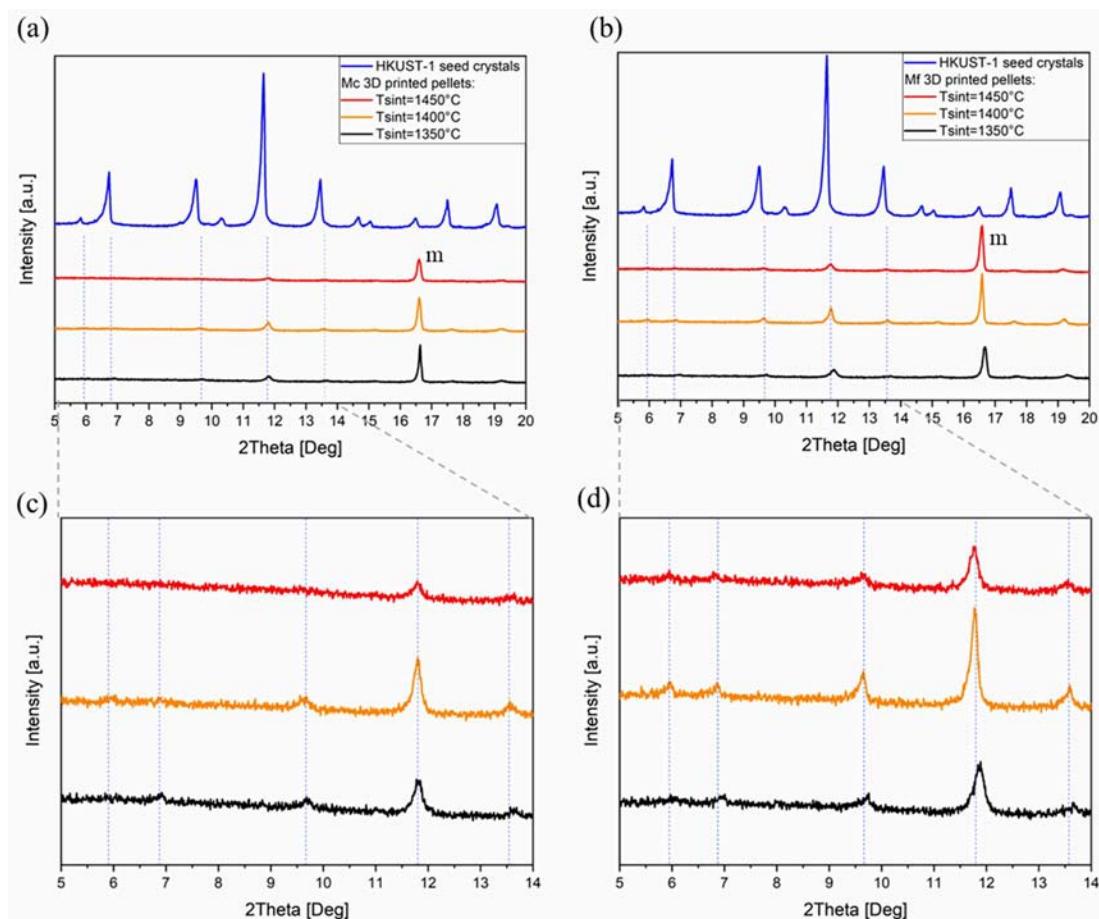 (a)
HKUST-1 seed crystals
Mc 3D printed pellets:
Tsint=1450°C
Tsint=1400°C
Tsint=1350°C
m
Intensity [a.u.]
5 6 7 8 9 10 11 12 13 14 15 16 17 18 19 20
2Theta [Deg]
(b)
HKUST-1 seed crystals
Mf 3D printed pellets:
Tsint=1450°C
Tsint=1400°C
Tsint=1350°C
m
Intensity [a.u.]
5 6 7 8 9 10 11 12 13 14 15 16 17 18 19 20
2Theta [Deg]
(c)
Intensity [a.u.]
5 6 7 8 9 10 11 12 13 14
2Theta [Deg]
(d)
Intensity [a.u.]
5 6 7 8 9 10 11 12 13 14
2Theta [Deg]